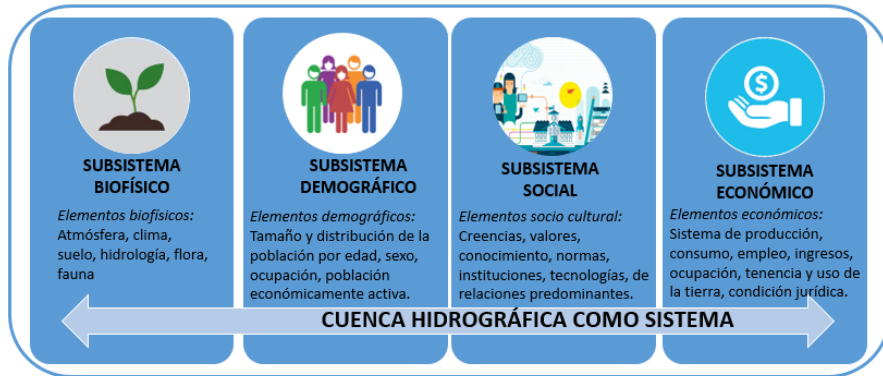 SUBSISTEMA
BIOFÍSICO
Elementos biofísicos:
Atmósfera, clima,
suelo, hidrología, flora,
fauna
SUBSISTEMA
DEMOGRÁFICO
Elementos demográficos:
Tamaño y distribución de la
población por edad, sexo,
ocupación, población
económicamente activa.
SUBSISTEMA
SOCIAL
Elementos socio cultural:
Creencias, valores,
conocimiento, normas,
instituciones, tecnologías, de
relaciones predominantes.
SUBSISTEMA
ECONÓMICO
Elementos económicos:
Sistema de producción,
consumo, empleo, ingresos,
ocupación, tenencia y uso de
la tierra, condición jurídica.
CUENCA HIDROGRÁFICA COMO SISTEMA